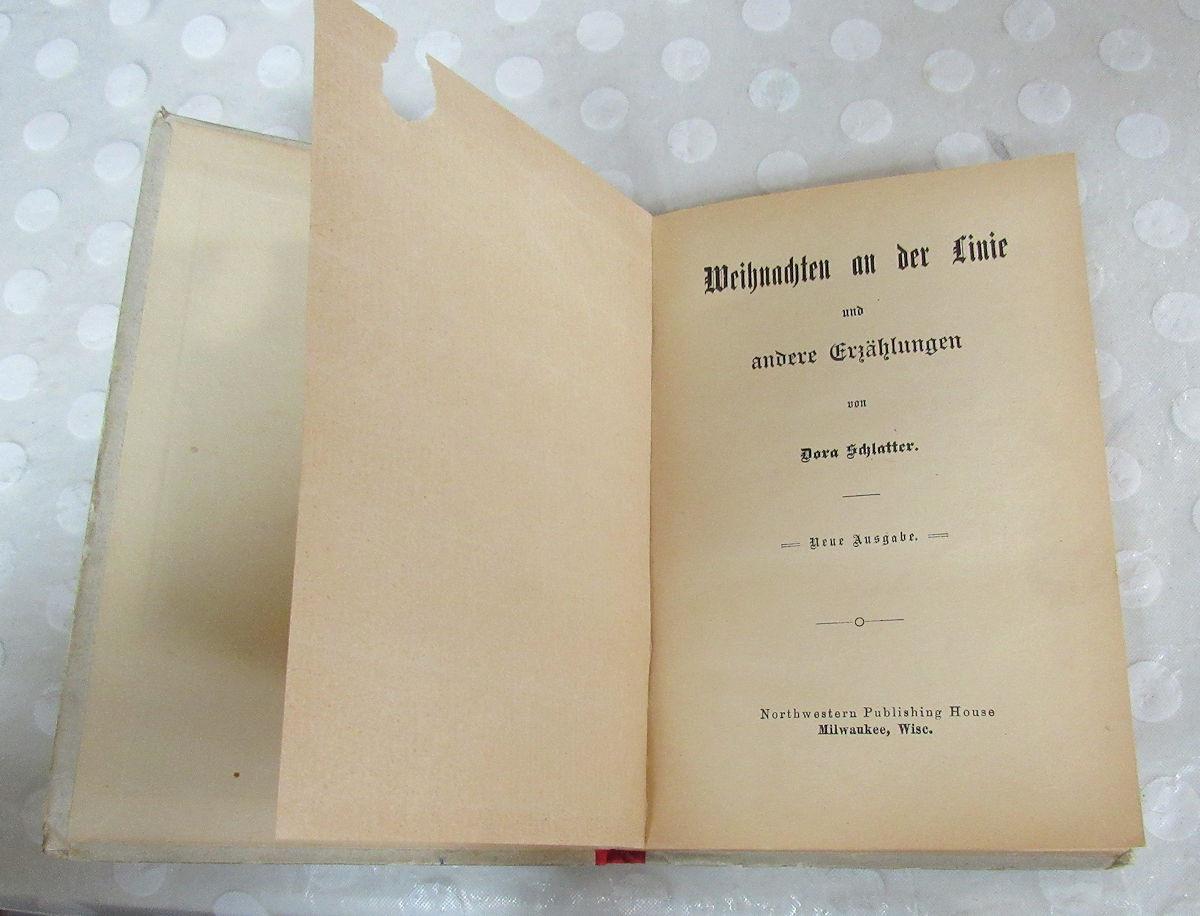 Weihnachten an der Linie
und
andere Erzählungen
von
Dora Schlatter.
Neue Ausgabe.
Northwestern Publishing House
Milwaukee, Wisc.